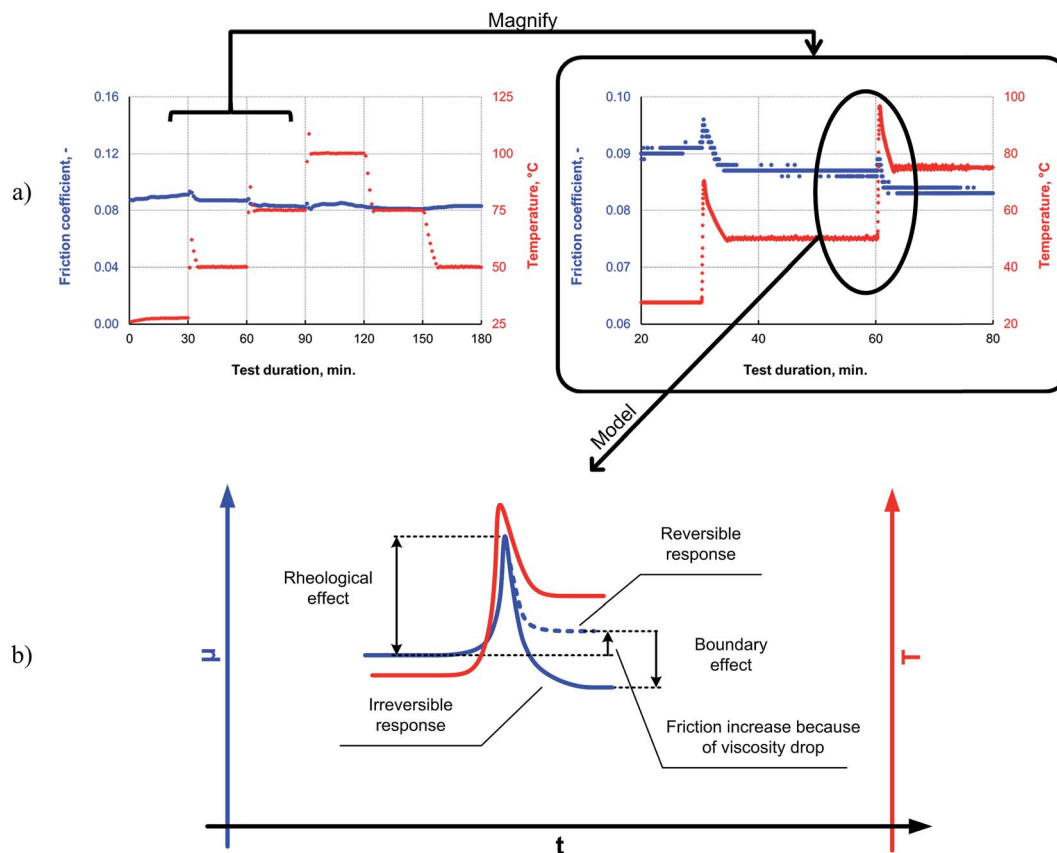 Magnify
a)
Friction coefficient, -
0.16
0.12
0.08
0.04
0.00
0
30
60
90
120
150
180
Test duration, min.
125
100
75
50
25
Temperature, °C
Friction coefficient, -
0.10
0.09
0.08
0.07
0.06
20
40
60
80
Test duration, min.
100
80
60
40
20
Temperature, °C
Model
b)
µ
Rheological
effect
Irreversible
response
Reversible
response
Boundary
effect
Friction increase because
of viscosity drop
T
t